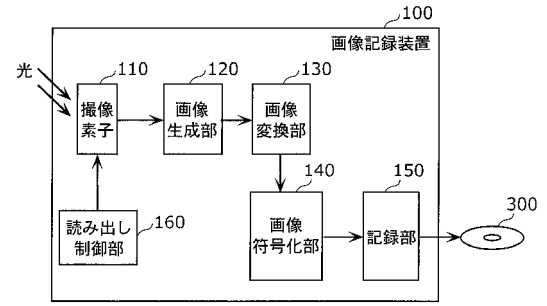 100
画像記録装置
光
110
120
130
撮像
素子
画像
生成部
画像
変換部
140
150
300
読み出し
制御部
160
画像
符号化部
記録部